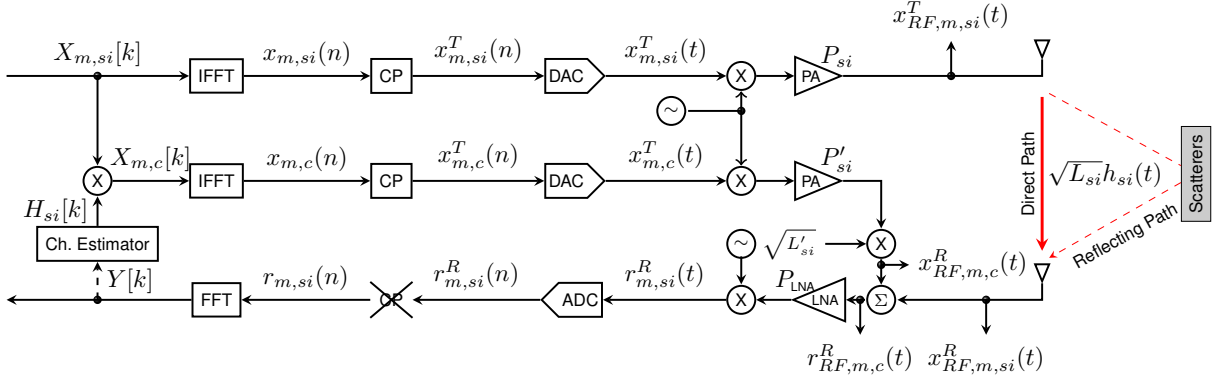 x^T_{RF,m,si}(t)
X_{m,si}[k]
x_{m,si}(n)
x^T_{m,si}(n)
x^T_{m,si}(t)
P_{si}
IFFT
CP
DAC
X
PA
∼
X_{m,c}[k]
x_{m,c}(n)
x^T_{m,c}(n)
x^T_{m,c}(t)
P'_{si}
X
IFFT
CP
DAC
X
PA
Direct Path
√L_{si}h_{si}(t)
Scatterers
Reflecting Path
H_{si}[k]
Ch. Estimator
∼
√L'_{si}
X
x^R_{RF,m,c}(t)
Y[k]
r_{m,si}(n)
r^R_{m,si}(n)
r^R_{m,si}(t)
P_{LNA}
FFT
CP
ADC
X
LNA
Σ
r^R_{RF,m,c}(t)
x^R_{RF,m,si}(t)